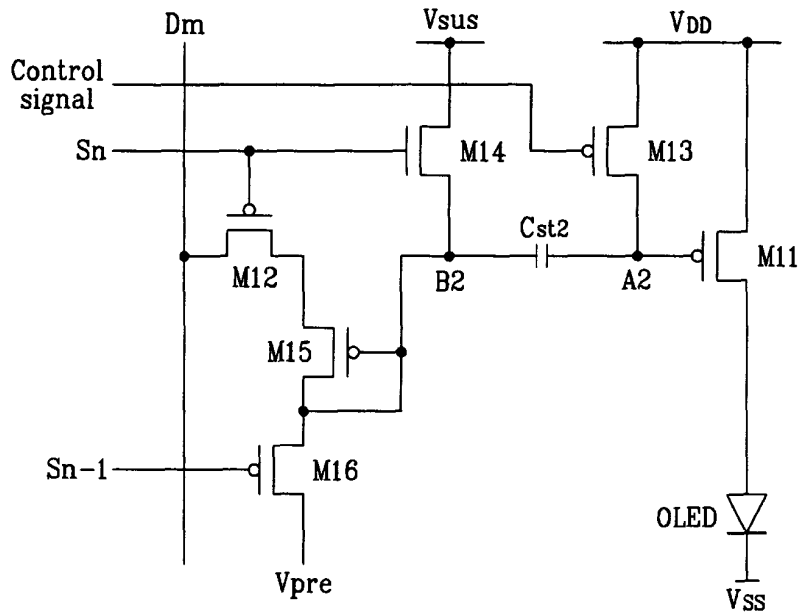 Dm
Vsus
VDD
Control
signal
Sn
M14
M13
Cst2
M12
B2
A2
M11
M15
Sn-1
M16
OLED
Vpre
Vss